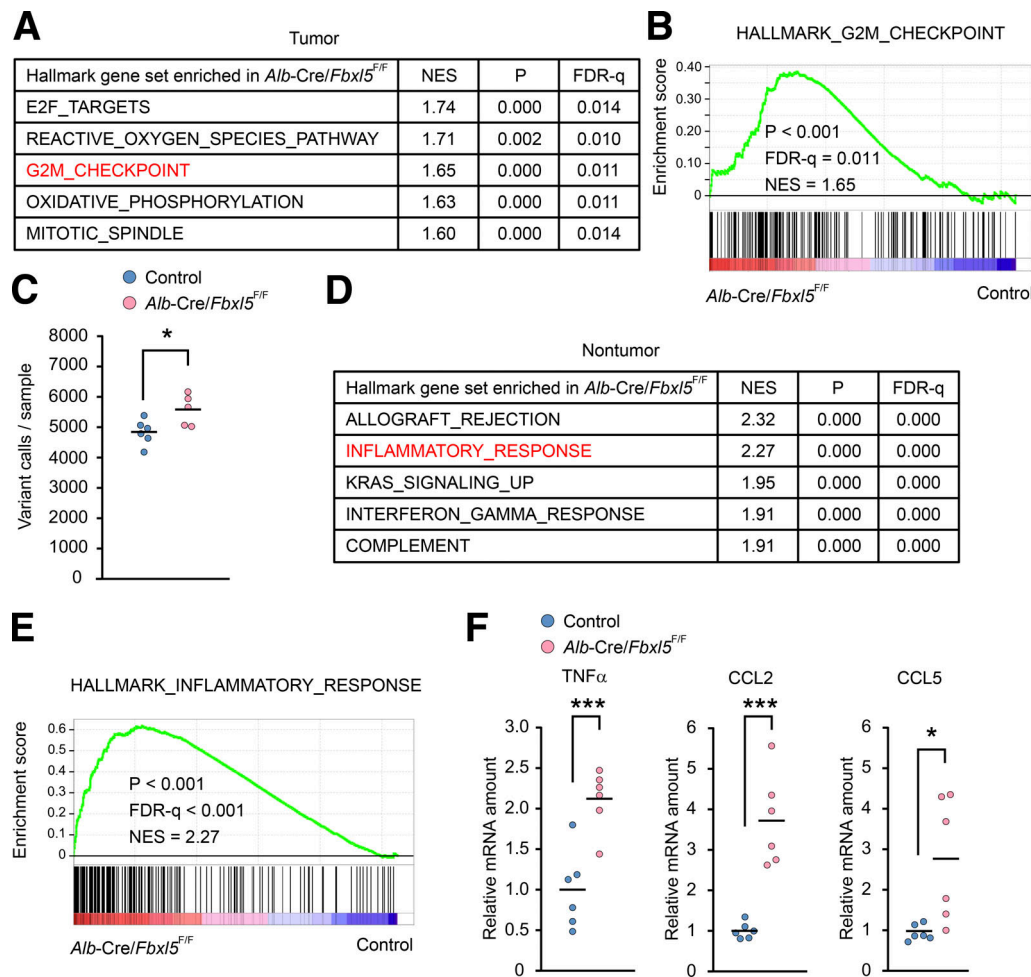 A
Tumor
Hallmark gene set enriched in Alb-Cre/Fbxl5F/F NES P FDR-q
E2F_TARGETS 1.74 0.000 0.014
REACTIVE_OXYGEN_SPECIES_PATHWAY 1.71 0.002 0.010
G2M_CHECKPOINT 1.65 0.000 0.011
OXIDATIVE_PHOSPHORYLATION 1.63 0.000 0.011
MITOTIC_SPINDLE 1.60 0.000 0.014
B
HALLMARK_G2M_CHECKPOINT
Enrichment score
0.40
0.30
0.20
0.10
0
P < 0.001
FDR-q = 0.011
NES = 1.65
Alb-Cre/Fbxl5F/F Control
C
Control
Alb-Cre/Fbxl5F/F
Variant calls / sample
8000
7000
6000
5000
4000
3000
2000
1000
0
*
D
Nontumor
Hallmark gene set enriched in Alb-Cre/Fbxl5F/F NES P FDR-q
ALLOGRAFT_REJECTION 2.32 0.000 0.000
INFLAMMATORY_RESPONSE 2.27 0.000 0.000
KRAS_SIGNALING_UP 1.95 0.000 0.000
INTERFERON_GAMMA_RESPONSE 1.91 0.000 0.000
COMPLEMENT 1.91 0.000 0.000
E
HALLMARK_INFLAMMATORY_RESPONSE
Enrichment score
0.6
0.5
0.4
0.3
0.2
0.1
0
P < 0.001
FDR-q < 0.001
NES = 2.27
Alb-Cre/Fbxl5F/F Control
F
Control
Alb-Cre/Fbxl5F/F
TNFα
Relative mRNA amount
3.0
2.5
2.0
1.5
1.0
0.5
0
***
CCL2
Relative mRNA amount
6
5
4
3
2
1
0
***
CCL5
Relative mRNA amount
6
5
4
3
2
1
0
*